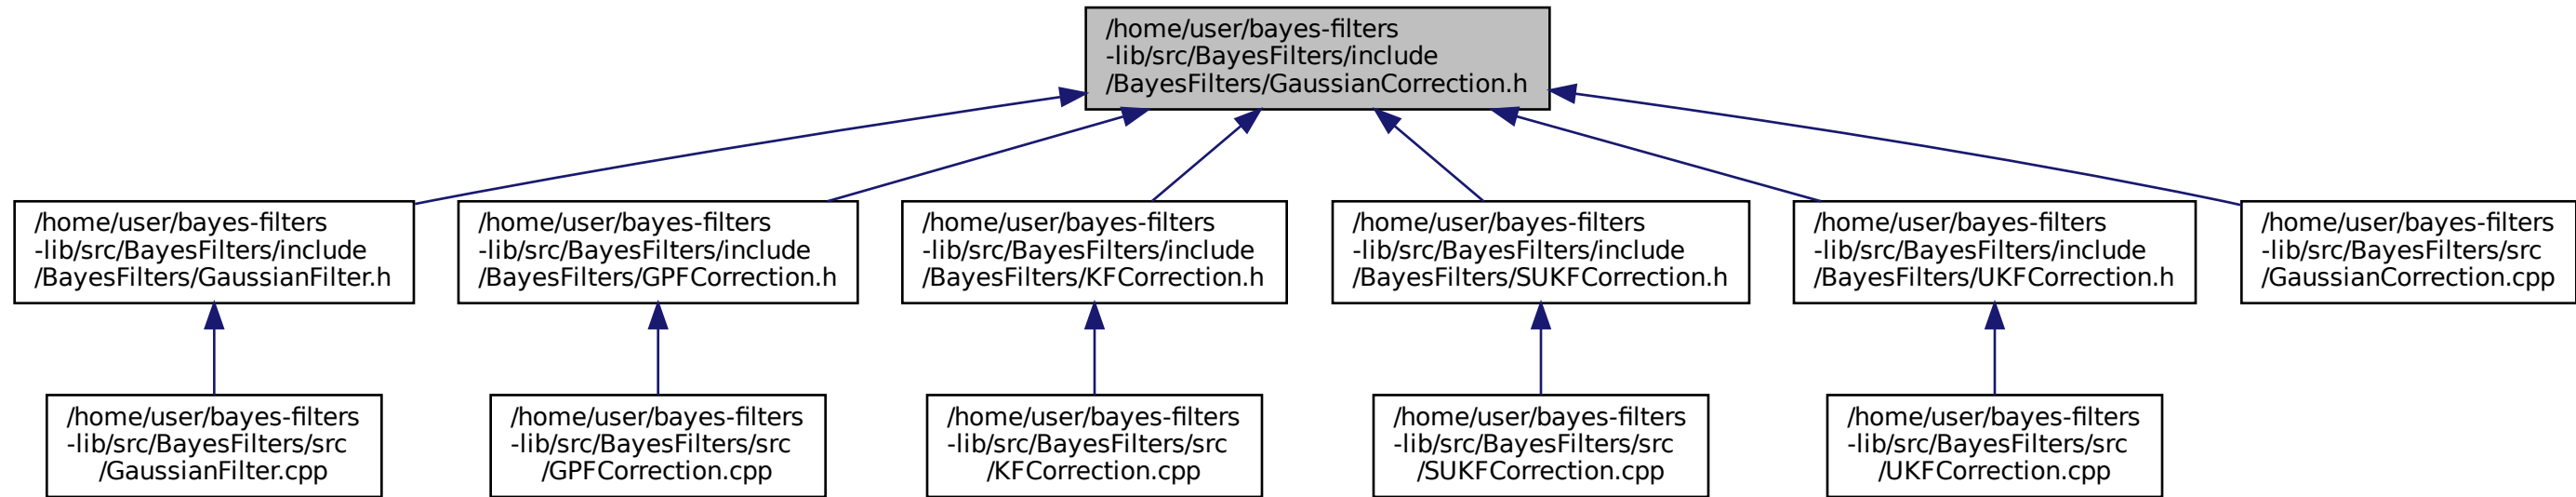 /home/user/bayes-filters
-lib/src/BayesFilters/include
/BayesFilters/GaussianCorrection.h
/home/user/bayes-filters
-lib/src/BayesFilters/include
/BayesFilters/GaussianFilter.h
/home/user/bayes-filters
-lib/src/BayesFilters/include
/BayesFilters/GPFCorrection.h
/home/user/bayes-filters
-lib/src/BayesFilters/include
/BayesFilters/KFCorrection.h
/home/user/bayes-filters
-lib/src/BayesFilters/include
/BayesFilters/SUKFCorrection.h
/home/user/bayes-filters
-lib/src/BayesFilters/include
/BayesFilters/UKFCorrection.h
/home/user/bayes-filters
-lib/src/BayesFilters/src
/GaussianCorrection.cpp
/home/user/bayes-filters
-lib/src/BayesFilters/src
/GaussianFilter.cpp
/home/user/bayes-filters
-lib/src/BayesFilters/src
/GPFCorrection.cpp
/home/user/bayes-filters
-lib/src/BayesFilters/src
/KFCorrection.cpp
/home/user/bayes-filters
-lib/src/BayesFilters/src
/SUKFCorrection.cpp
/home/user/bayes-filters
-lib/src/BayesFilters/src
/UKFCorrection.cpp